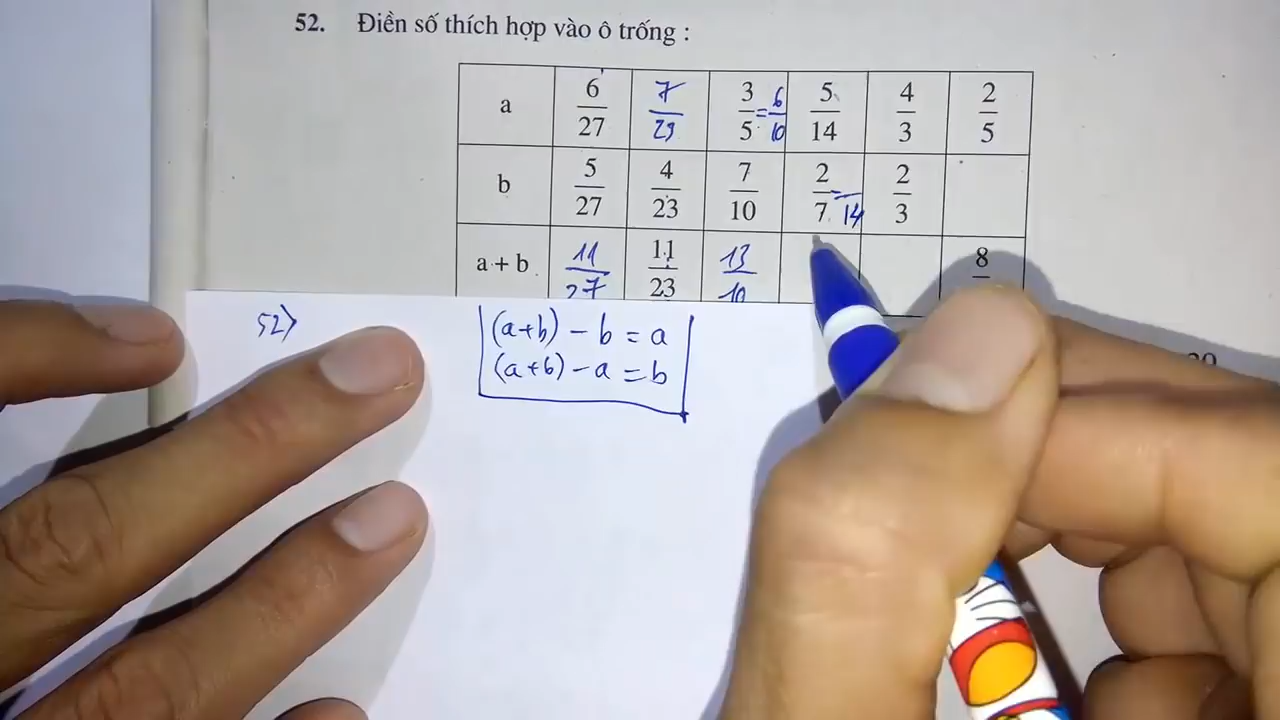 52. Điền số thích hợp vào ô trống :
a 6/27 7/23 3/5 = 6/10 5/14 4/3 2/5
b 5/27 4/23 7/10 2/7 = /14 2/3
a + b 11/27 11/23 13/10 8
52) (a+b) - b = a
(a+b) - a = b